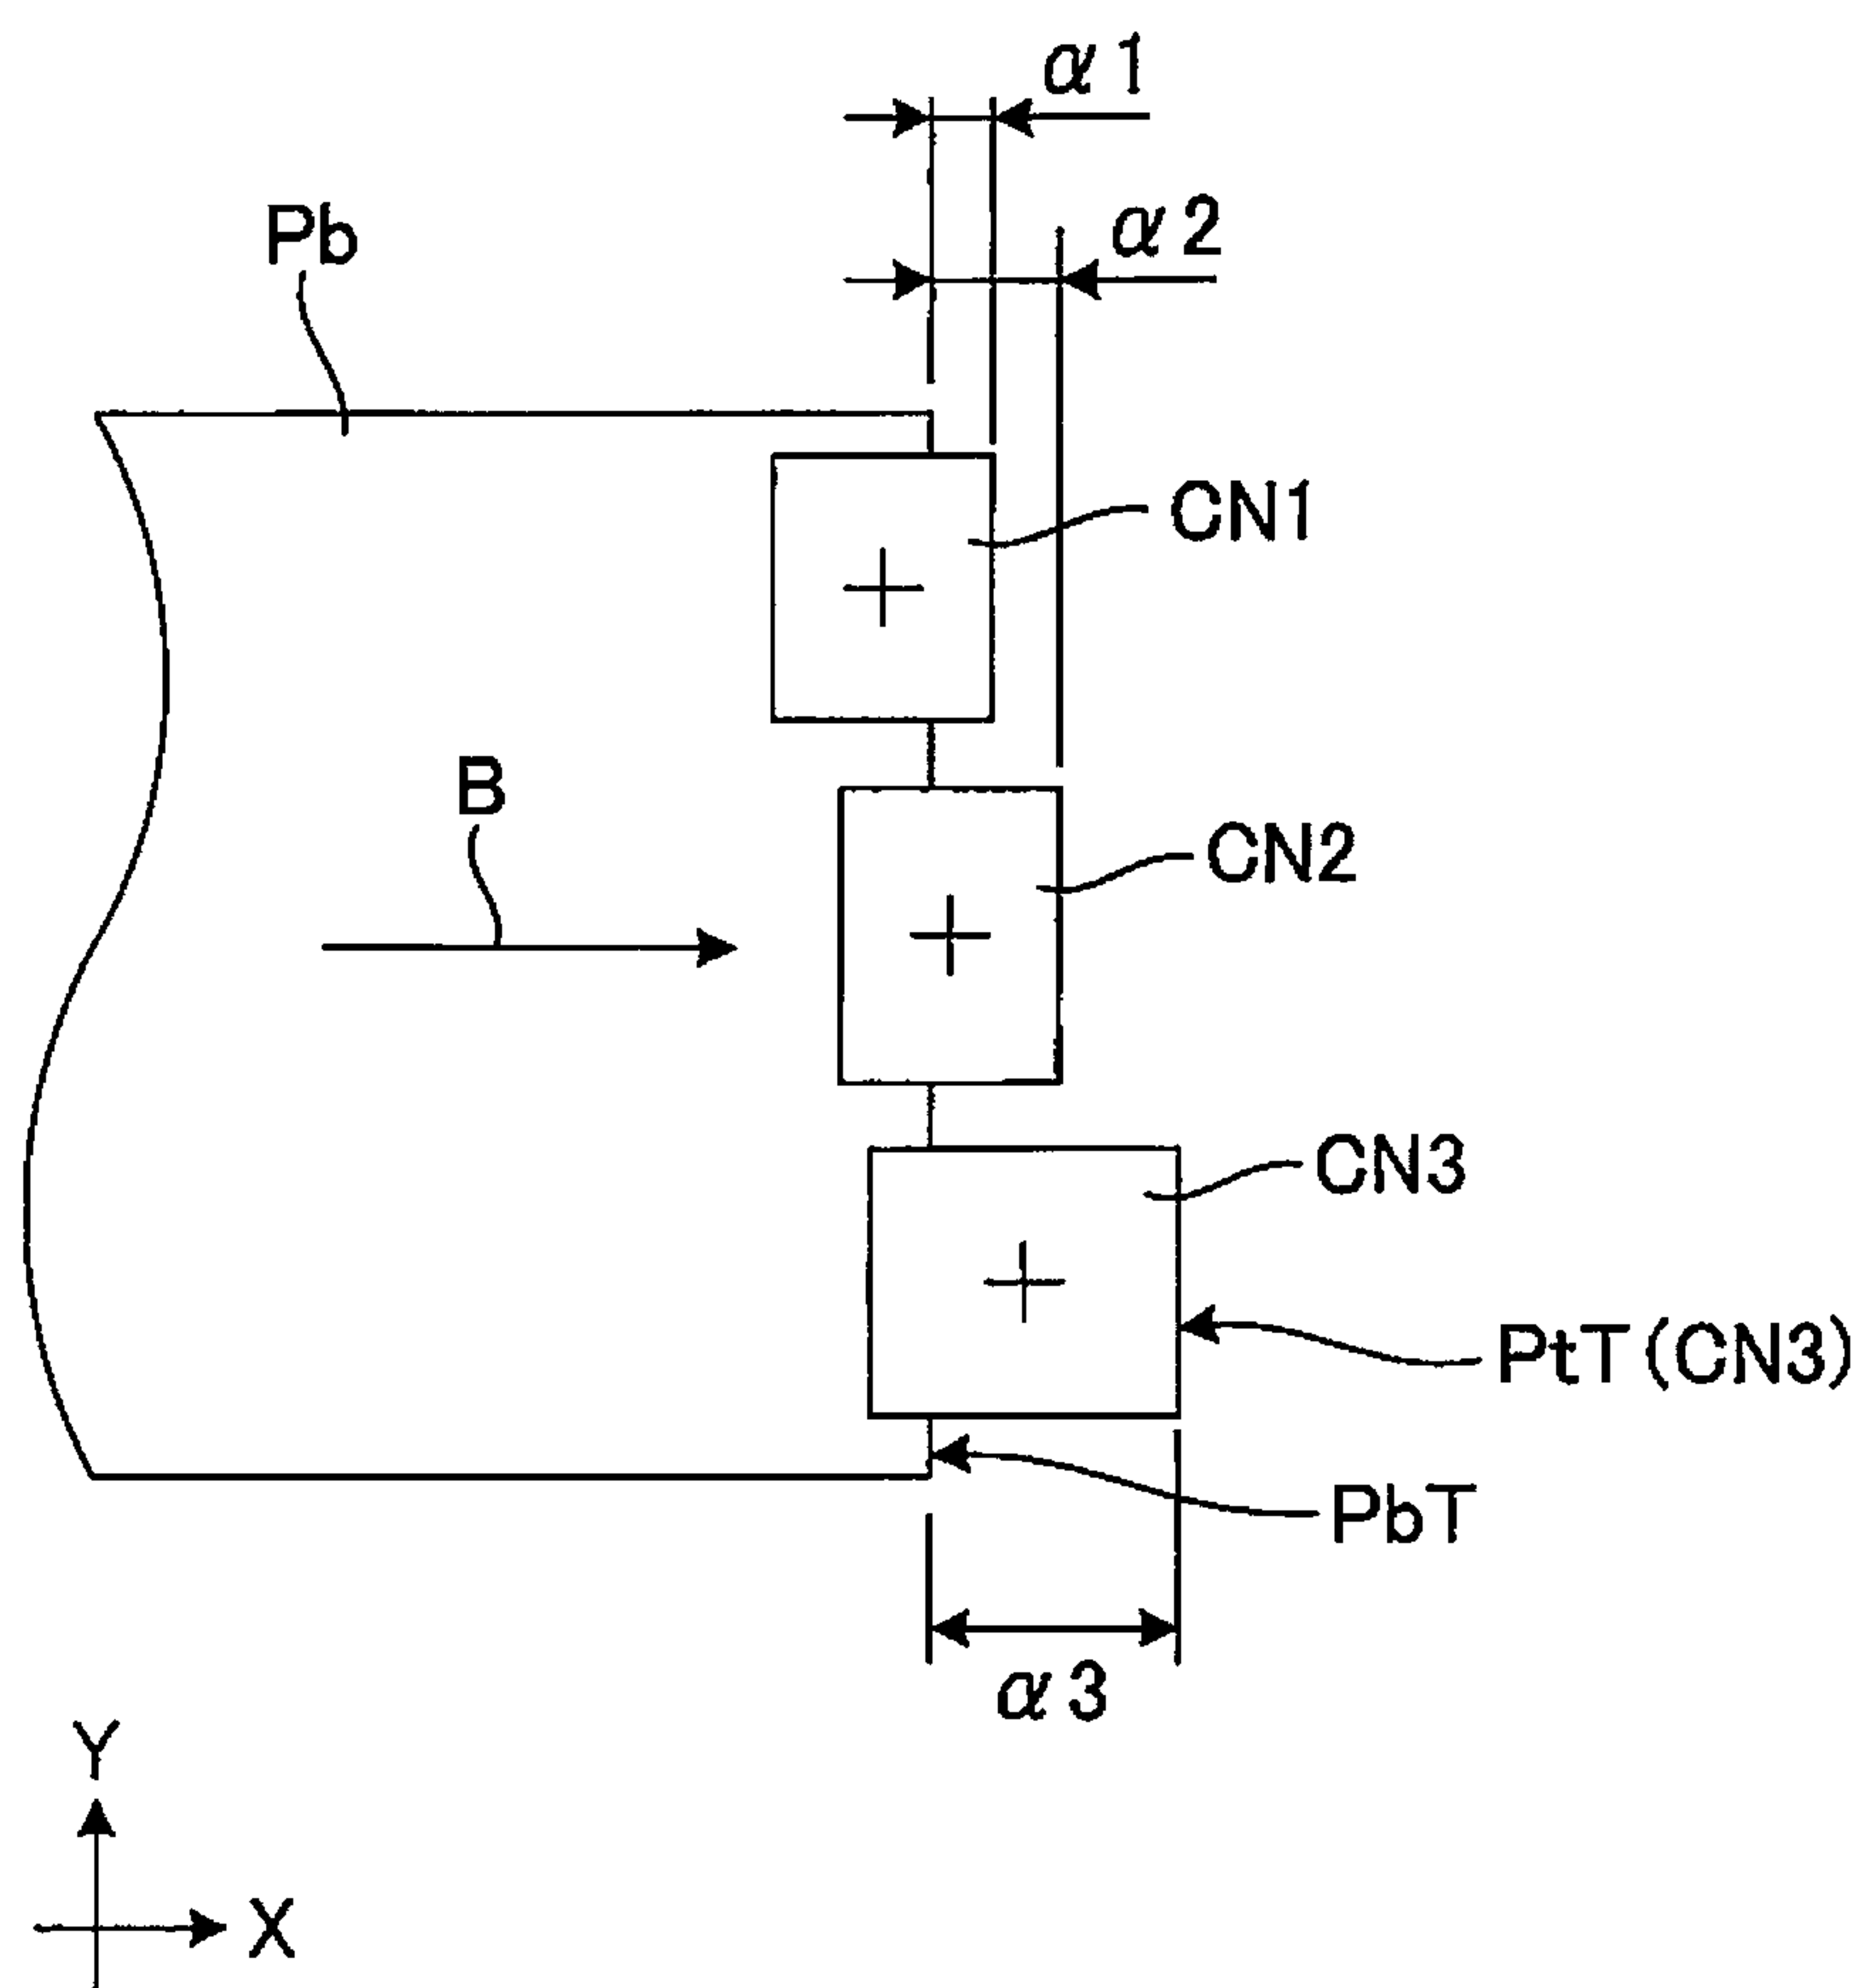 α1
α2
Pb
CN1
B
CN2
CN3
PtT(CN3)
PbT
α3
Y
X